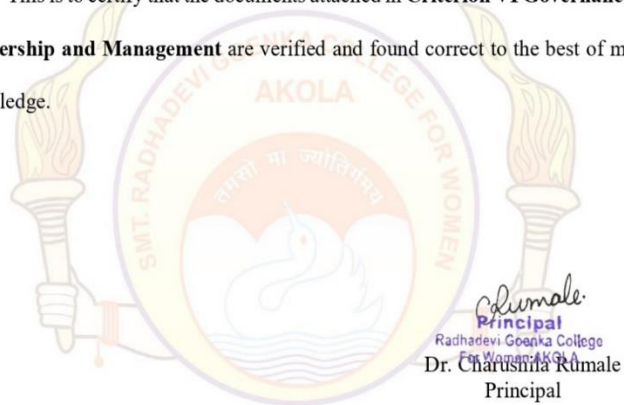 This is to certify that the documents attached in Criterion VI Governance
ership and Management are verified and found correct to the best of m
ledge.
SMT. RADHADEVI GOENKA COLLEGE FOR WOMEN
AKOLA
तमसो मा ज्योतिर्गमय
Rumale.
Principal
Radhadevi Goenka College
For Women AKOLA
Dr. Charushila Rumale
Principal